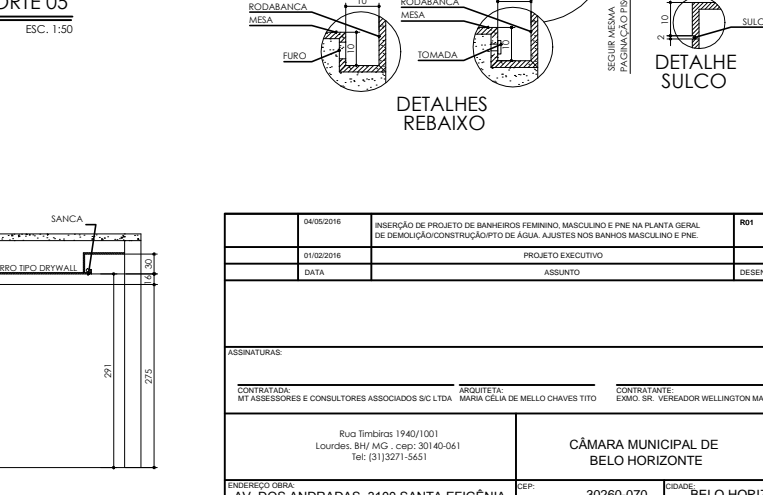 ORTE 05
ESC. 1:50
RODABANCA
MESA
FURO
10
10
RODABANCA
MESA
TOMADA
10
DETALHES
REBAIXO
SEGUIR MESMA
10
2
DETALHE
SULCO
SANCA
RRO TIPO DRYWALL
30
16
291
275
04/05/2016
INSERÇÃO DE PROJETO DE BANHEIROS FEMININO, MASCULINO E PNE NA PLANTA GERAL
DE DEMOLIÇÃO/CONSTRUÇÃO/PTO DE ÁGUA. AJUSTES NOS BANHOS MASCULINO E PNE.
R01
01/02/2016
PROJETO EXECUTIVO
DATA
ASSUNTO
DESEN
ASSINATURAS:
CONTRATADA:
MT ASSESSORES E CONSULTORES ASSOCIADOS S/C LTDA
ARQUITETA:
MARIA CÉLIA DE MELLO CHAVES TITO
CONTRATANTE:
EXMO. SR. VEREADOR WELLINGTON MA
Rua Timbiras 1940/1001
Lourdes. BH/ MG . cep: 30140-061
Tel: (31)3271-5651
CÂMARA MUNICIPAL DE
BELO HORIZONTE
ENDEREÇO OBRA:
AV. DOS ANDRADAS, 3100 SANTA EFIGÊNIA
CEP:
30260-070
CIDADE:
BELO HORIZ